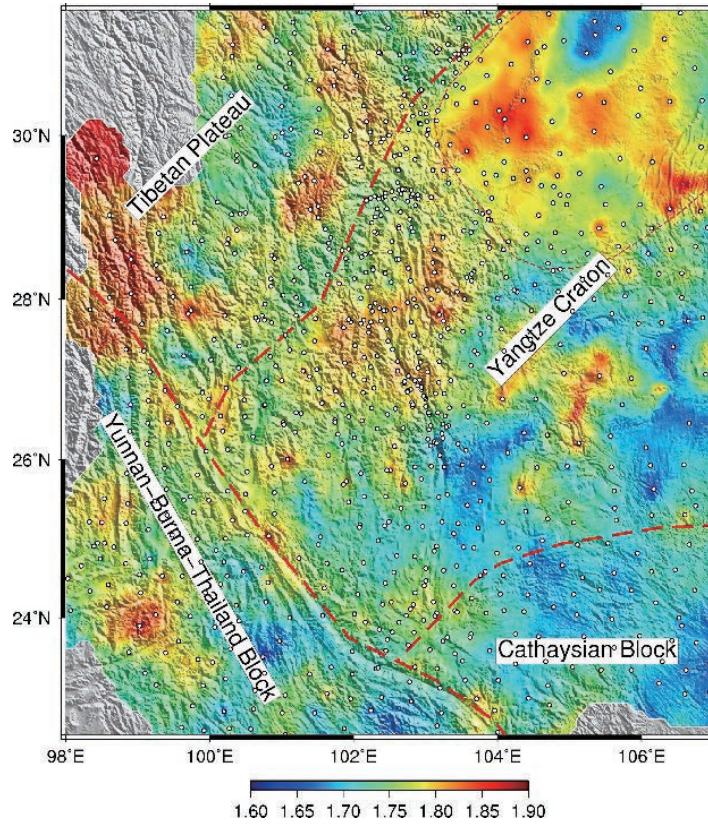 30°N
28°N
26°N
24°N
Tibetan Plateau
Yangtze Craton
Yunnan-Burma-Thailand Block
Cathaysian Block
98°E 100°E 102°E 104°E 106°E
1.60 1.65 1.70 1.75 1.80 1.85 1.90